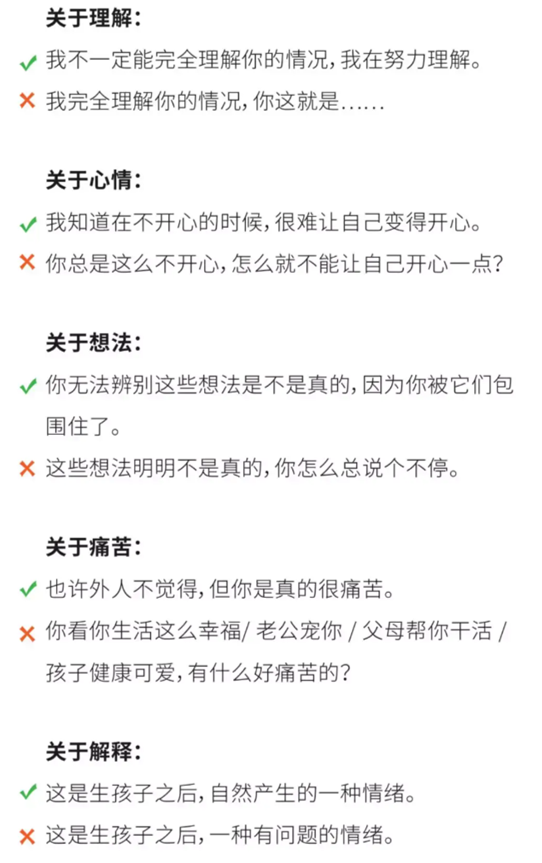 关于理解：
✓ 我不一定能完全理解你的情况，我在努力理解。
✗ 我完全理解你的情况，你这就是……
关于心情：
✓ 我知道在不开心的时候，很难让自己变得开心。
✗ 你总是这么不开心，怎么就不能让自己开心一点？
关于想法：
✓ 你无法辨别这些想法是不是真的，因为你被它们包
围住了。
✗ 这些想法明明不是真的，你怎么总说个不停。
关于痛苦：
✓ 也许外人不觉得，但你是真的很痛苦。
✗ 你看你生活这么幸福/ 老公宠你 / 父母帮你干活 /
孩子健康可爱，有什么好痛苦的？
关于解释：
✓ 这是生孩子之后，自然产生的一种情绪。
✗ 这是生孩子之后，一种有问题的情绪。